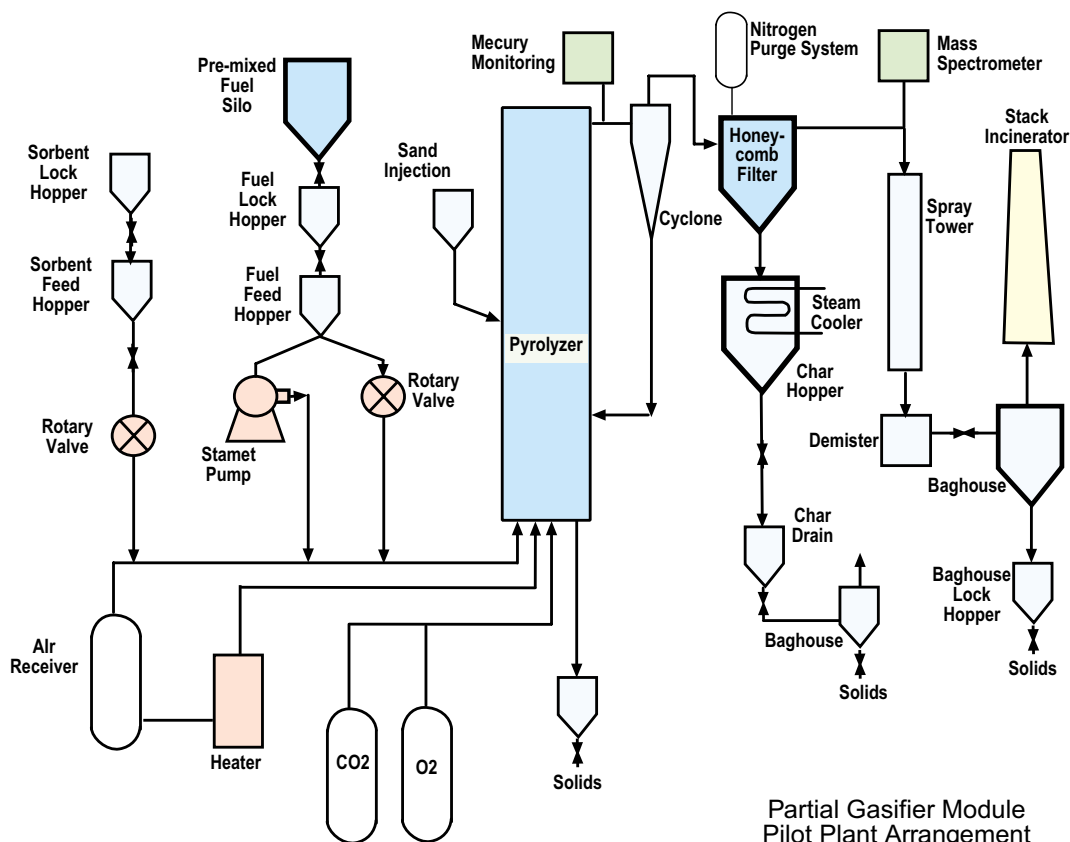 Mecury
Monitoring
Nitrogen
Purge System
Mass
Spectrometer
Pre-mixed
Fuel
Silo
Stack
Incinerator
Sorbent
Lock
Hopper
Fuel
Lock
Hopper
Sand
Injection
Honey-
comb
Filter
Cyclone
Spray
Tower
Sorbent
Feed
Hopper
Fuel
Feed
Hopper
Pyrolyzer
Steam
Cooler
Char
Hopper
Rotary
Valve
Rotary
Valve
Stamet
Pump
Demister
Baghouse
Char
Drain
Baghouse
Lock
Hopper
Solids
Baghouse
Solids
AIr
Receiver
Heater
CO2
O2
Solids
Partial Gasifier Module
Pilot Plant Arrangement